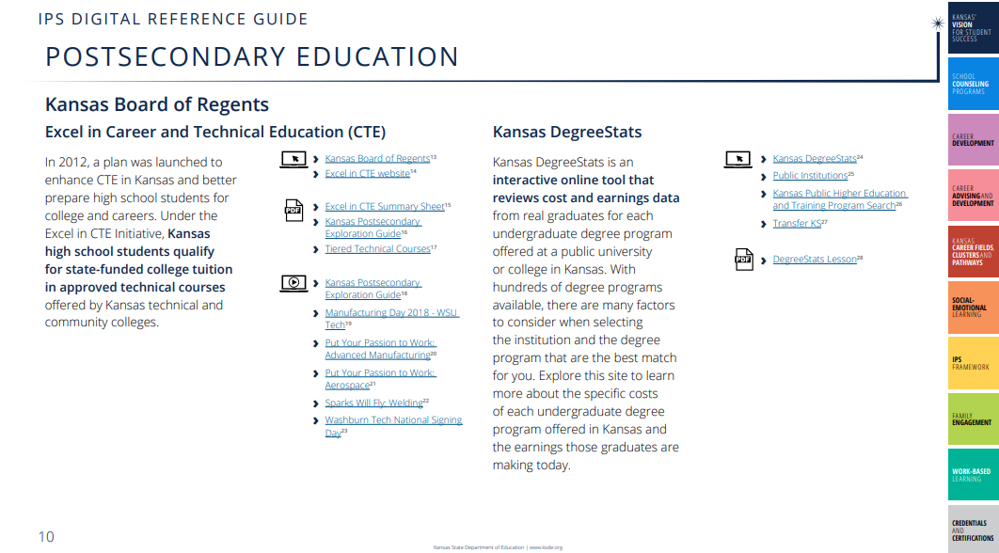 IPS DIGITAL REFERENCE GUIDE
POSTSECONDARY EDUCATION
Kansas Board of Regents
Excel in Career and Technical Education (CTE)
In 2012, a plan was launched to
enhance CTE in Kansas and better
prepare high school students for
college and careers. Under the
Excel in CTE Initiative, Kansas
high school students qualify
for state-funded college tuition
in approved technical courses
offered by Kansas technical and
community colleges.
Kansas Board of Regents¹³
Excel in CTE website¹⁴
PDF
Excel in CTE Summary Sheet¹⁵
Kansas Postsecondary
Exploration Guide¹⁶
Tiered Technical Courses¹⁷
Kansas Postsecondary
Exploration Guide¹⁸
Manufacturing Day 2018 - WSU
Tech¹⁹
Put Your Passion to Work:
Advanced Manufacturing²⁰
Put Your Passion to Work:
Aerospace²¹
Sparks Will Fly: Welding²²
Washburn Tech National Signing
Day²³
Kansas DegreeStats
Kansas DegreeStats is an
interactive online tool that
reviews cost and earnings data
from real graduates for each
undergraduate degree program
offered at a public university
or college in Kansas. With
hundreds of degree programs
available, there are many factors
to consider when selecting
the institution and the degree
program that are the best match
for you. Explore this site to learn
more about the specific costs
of each undergraduate degree
program offered in Kansas and
the earnings those graduates are
making today.
Kansas DegreeStats²⁴
Public Institutions²⁵
Kansas Public Higher Education
and Training Program Search²⁶
Transfer KS²⁷
PDF
DegreeStats Lesson²⁸
KANSAS'
VISION
FOR STUDENT
SUCCESS
SCHOOL
COUNSELING
PROGRAMS
CAREER
DEVELOPMENT
CAREER
ADVISING AND
DEVELOPMENT
KANSAS
CAREER FIELDS,
CLUSTERS AND
PATHWAYS
SOCIAL-
EMOTIONAL
LEARNING
IPS
FRAMEWORK
FAMILY
ENGAGEMENT
WORK-BASED
LEARNING
CREDENTIALS
AND
CERTIFICATIONS
10
Kansas State Department of Education | www.ksde.org